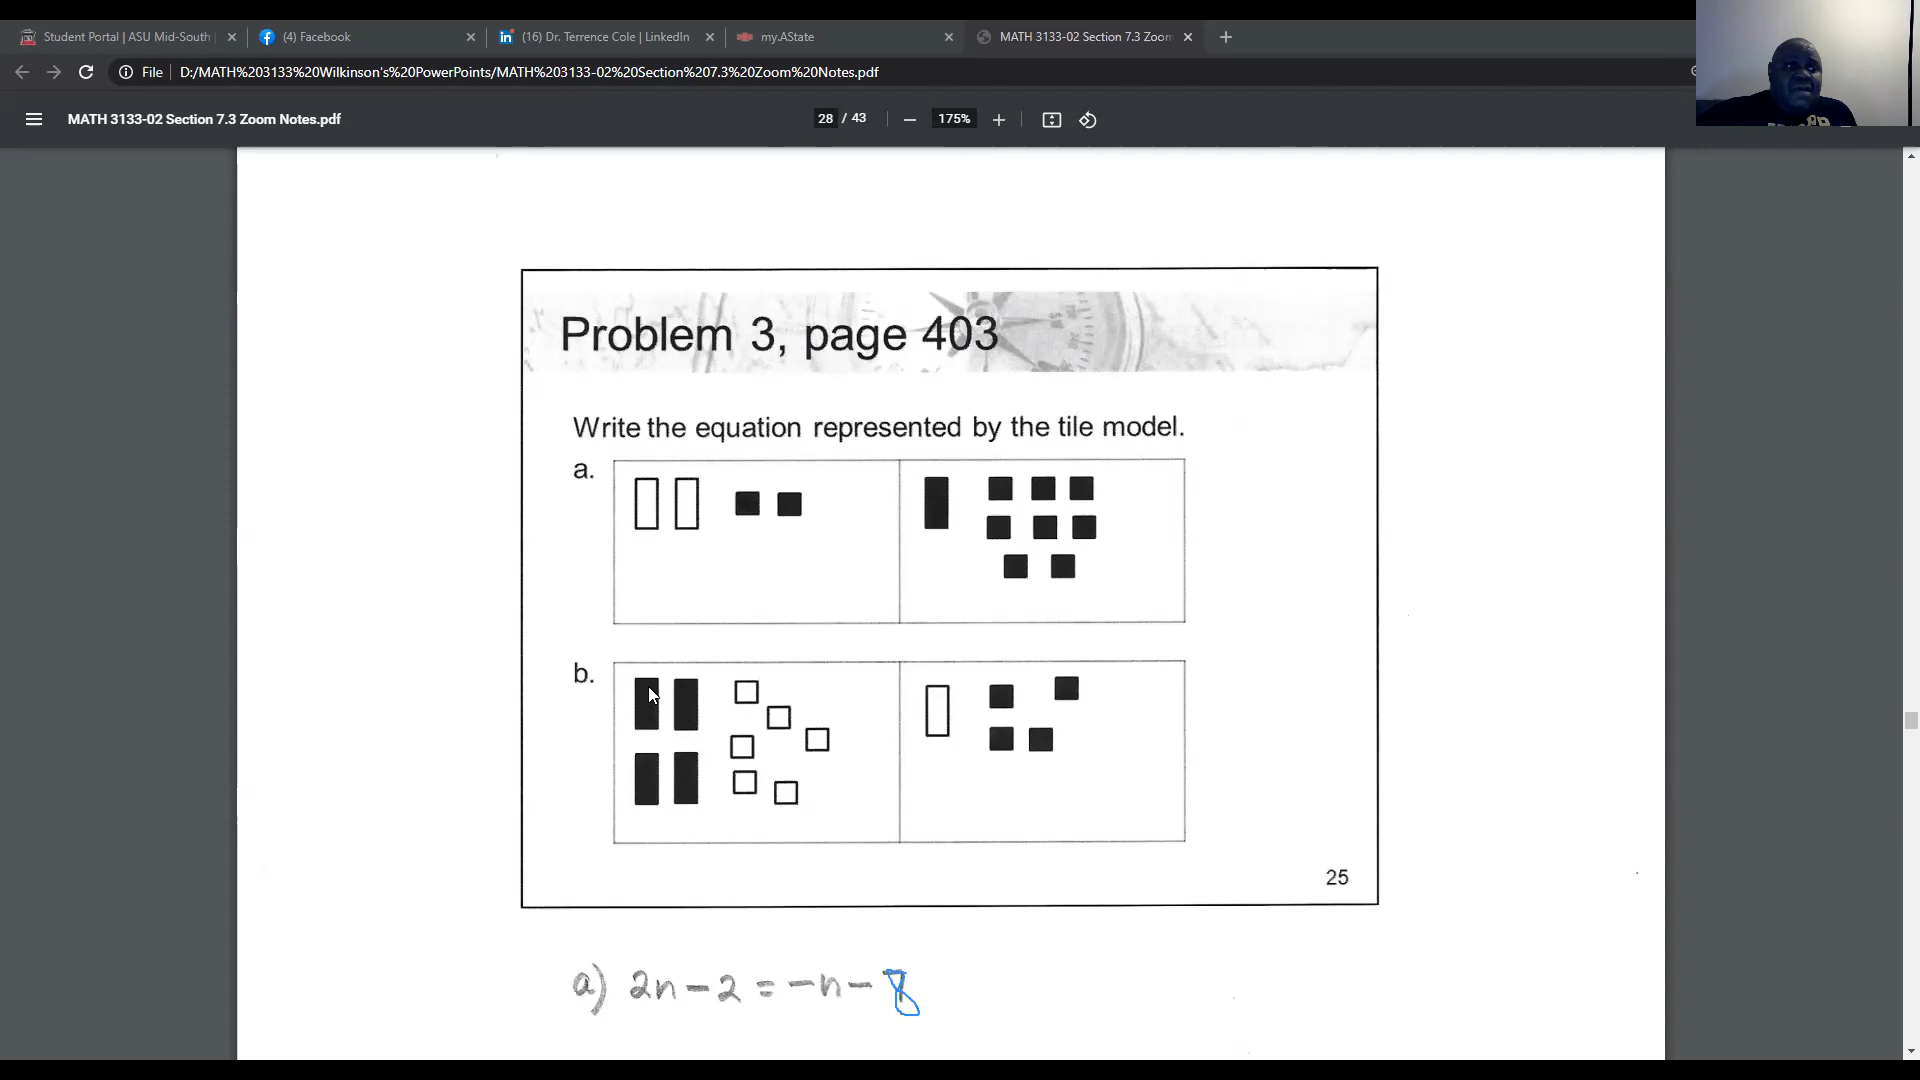 Student Portal | ASU Mid-South
(4) Facebook
(16) Dr. Terrence Cole | LinkedIn
my.AState
MATH 3133-02 Section 7.3 Zoom
File
D:/MATH%203133%20Wilkinson's%20PowerPoints/MATH%203133-02%20Section%207.3%20Zoom%20Notes.pdf
MATH 3133-02 Section 7.3 Zoom Notes.pdf
28 / 43
175%
Problem 3, page 403
Write the equation represented by the tile model.
a.
b.
25
a) 2n - 2 = -n - 8